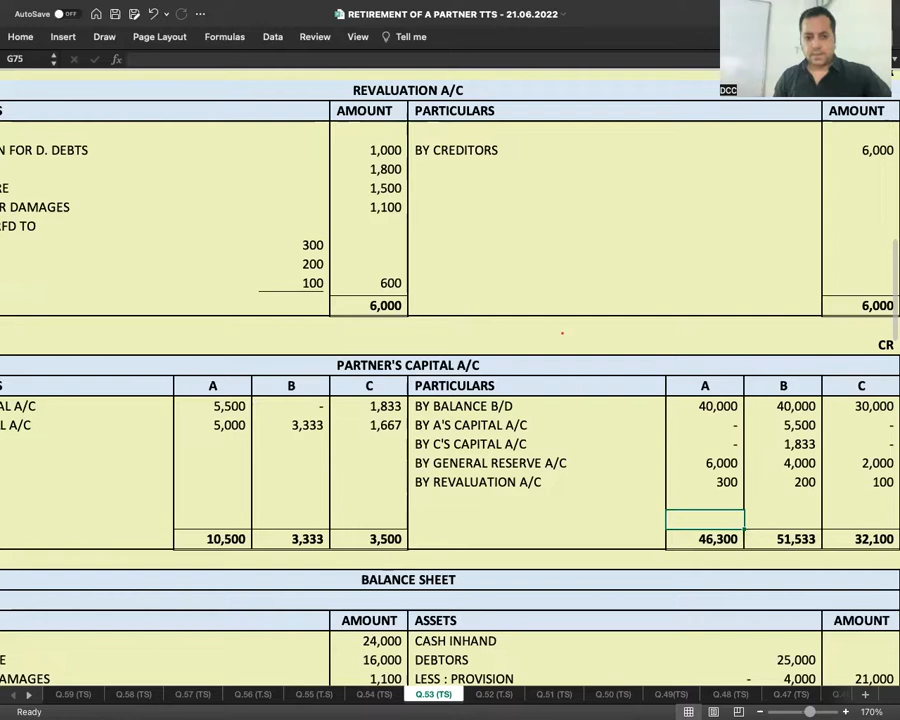 AutoSave OFF RETIREMENT OF A PARTNER TTS - 21.06.2022
Home Insert Draw Page Layout Formulas Data Review View Tell me
G75 fx
DCC
REVALUATION A/C
S AMOUNT PARTICULARS AMOUNT
N FOR D. DEBTS 1,000 BY CREDITORS 6,000
1,800
RE 1,500
R DAMAGES 1,100
RFD TO
300
200
100 600
6,000 6,000
CR
PARTNER'S CAPITAL A/C
S A B C PARTICULARS A B C
AL A/C 5,500 - 1,833 BY BALANCE B/D 40,000 40,000 30,000
L A/C 5,000 3,333 1,667 BY A'S CAPITAL A/C - 5,500 -
BY C'S CAPITAL A/C - 1,833 -
BY GENERAL RESERVE A/C 6,000 4,000 2,000
BY REVALUATION A/C 300 200 100
10,500 3,333 3,500 46,300 51,533 32,100
BALANCE SHEET
AMOUNT ASSETS AMOUNT
24,000 CASH INHAND
E 16,000 DEBTORS 25,000
AMAGES 1,100 LESS : PROVISION - 4,000 21,000
Q.59 (TS) Q.58 (TS) Q.57 (TS) Q.56 (T.S) Q.55 (T.S) Q.54 (TS) Q.53 (TS) Q.52 (T.S) Q.51 (TS) Q.50 (TS) Q.49(TS) Q.48 (TS) Q.47 (TS)
Ready 170%